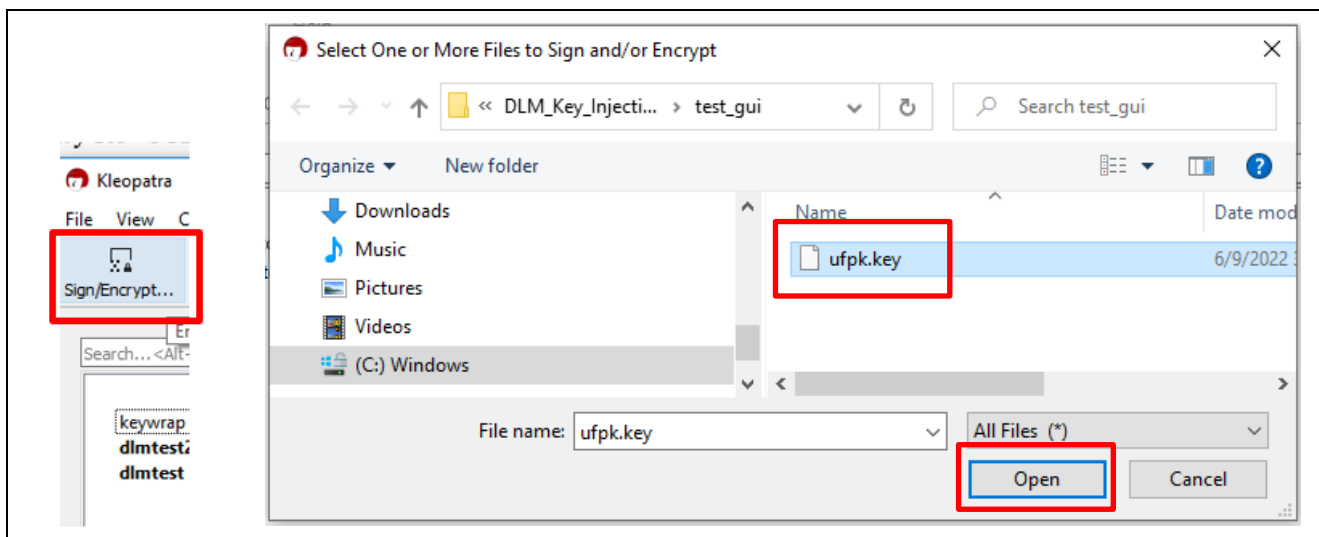 Kleopatra
File View C
Sign/Encrypt...
Er
Search...<Alt-
keywrap
dlmtest2
dlmtest
Select One or More Files to Sign and/or Encrypt
« DLM_Key_Injecti... › test_gui
Search test_gui
Organize New folder
Downloads
Music
Pictures
Videos
(C:) Windows
Name Date mod
ufpk.key 6/9/2022
File name: ufpk.key All Files (*)
Open Cancel